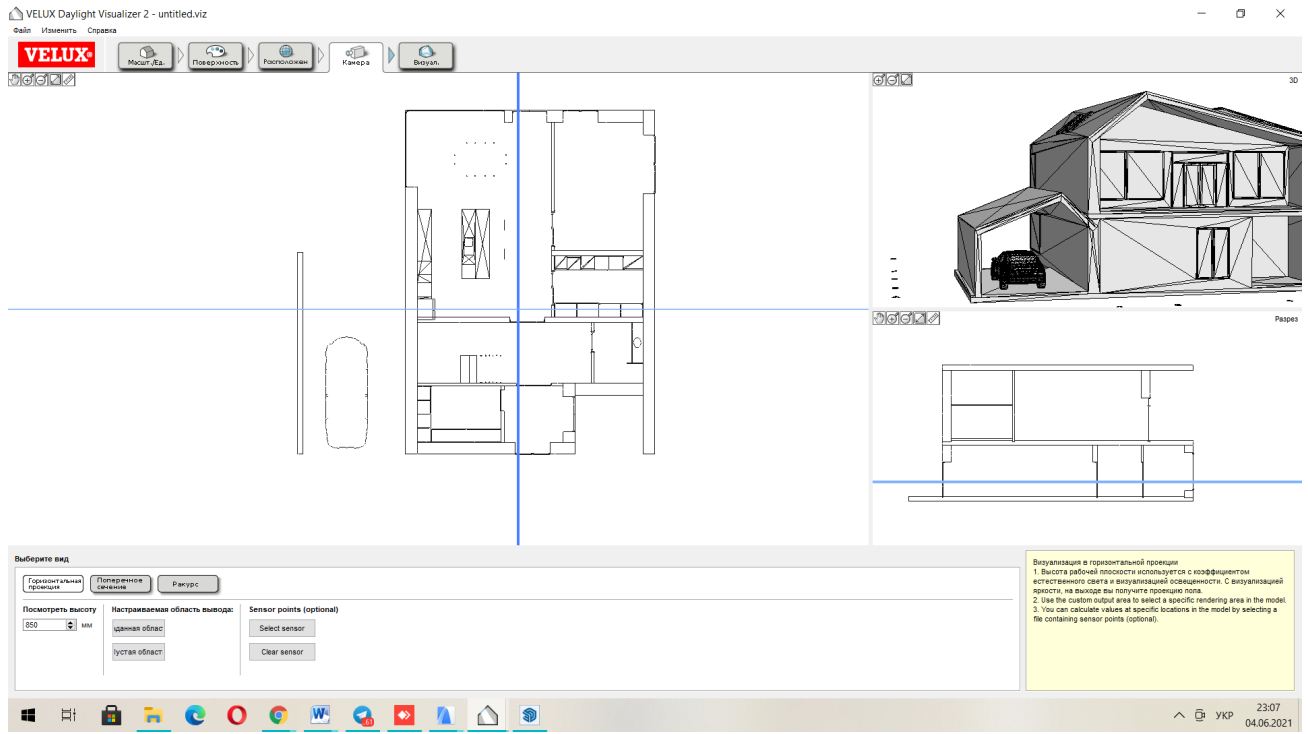 VELUX Daylight Visualizer 2 - untitled.viz
Файл Изменить Справка
VELUX®
Масшт./Ед. Поверхность Расположен Камера Визуал.
3D
Разрез
Выберите вид
Горизонтальная проекция
Поперечное сечение
Ракурс
Посмотреть высоту
850 мм
Настраиваемая область вывода:
іданная облас
lустая област
Sensor points (optional)
Select sensor
Clear sensor
Визуализация в горизонтальной проекции
1. Высота рабочей плоскости используется с коэффициентом
естественного света и визуализацией освещенности. С визуализацией
яркости, на выходе вы получите проекцию пола.
2. Use the custom output area to select a specific rendering area in the model.
3. You can calculate values at specific locations in the model by selecting a
file containing sensor points (optional).
61
УКР
23:07
04.06.2021